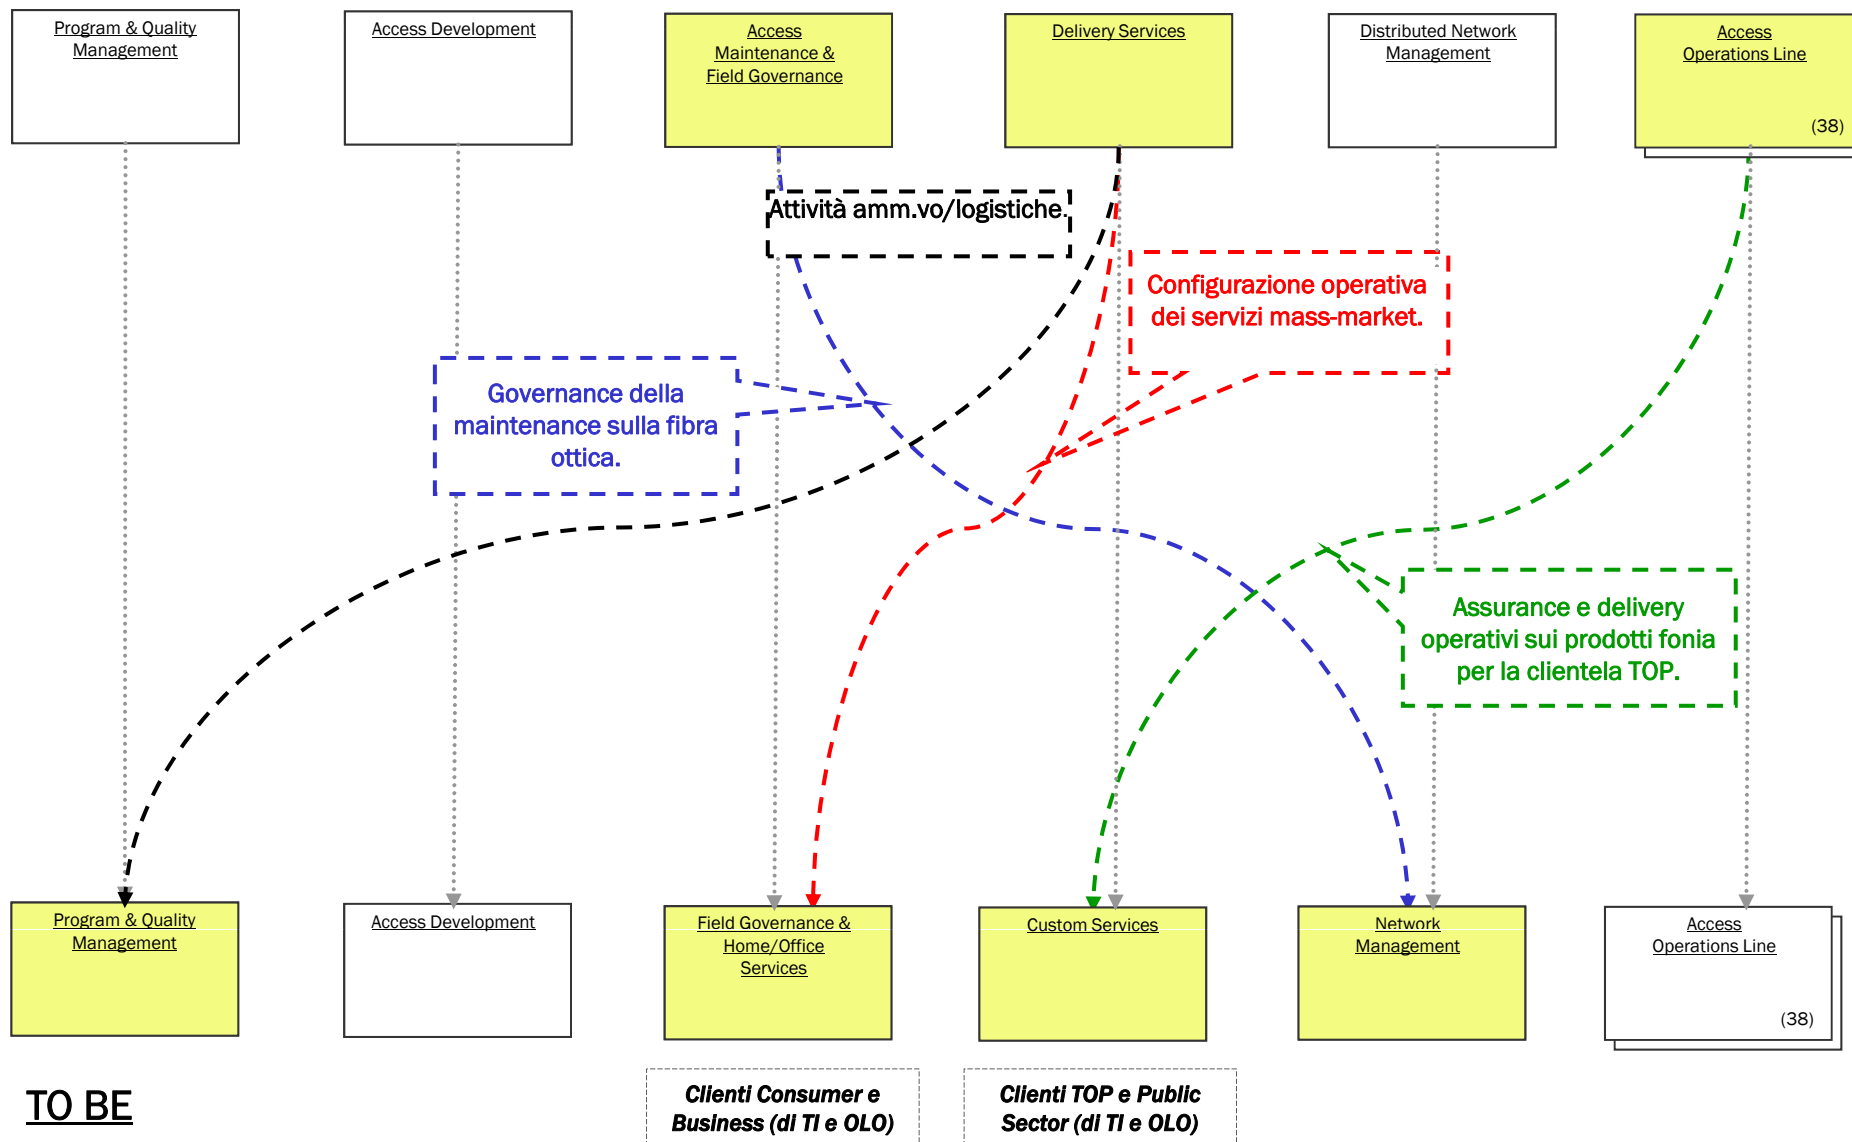 Program & Quality
Management
Access Development
Access
Maintenance &
Field Governance
Delivery Services
Distributed Network
Management
Access
Operations Line
(38)
Attività amm.vo/logistiche.
Configurazione operativa
dei servizi mass-market.
Governance della
maintenance sulla fibra
ottica.
Assurance e delivery
operativi sui prodotti fonia
per la clientela TOP.
Program & Quality
Management
Access Development
Field Governance &
Home/Office
Services
Custom Services
Network
Management
Access
Operations Line
(38)
TO BE
Clienti Consumer e
Business (di TI e OLO)
Clienti TOP e Public
Sector (di TI e OLO)